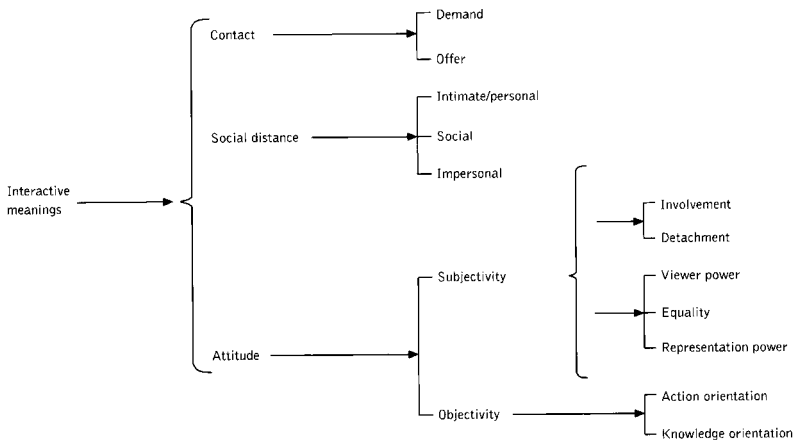 Contact
Demand
Offer
Social distance
Intimate/personal
Social
Impersonal
Interactive
meanings
Attitude
Subjectivity
Involvement
Detachment
Viewer power
Equality
Representation power
Objectivity
Action orientation
Knowledge orientation